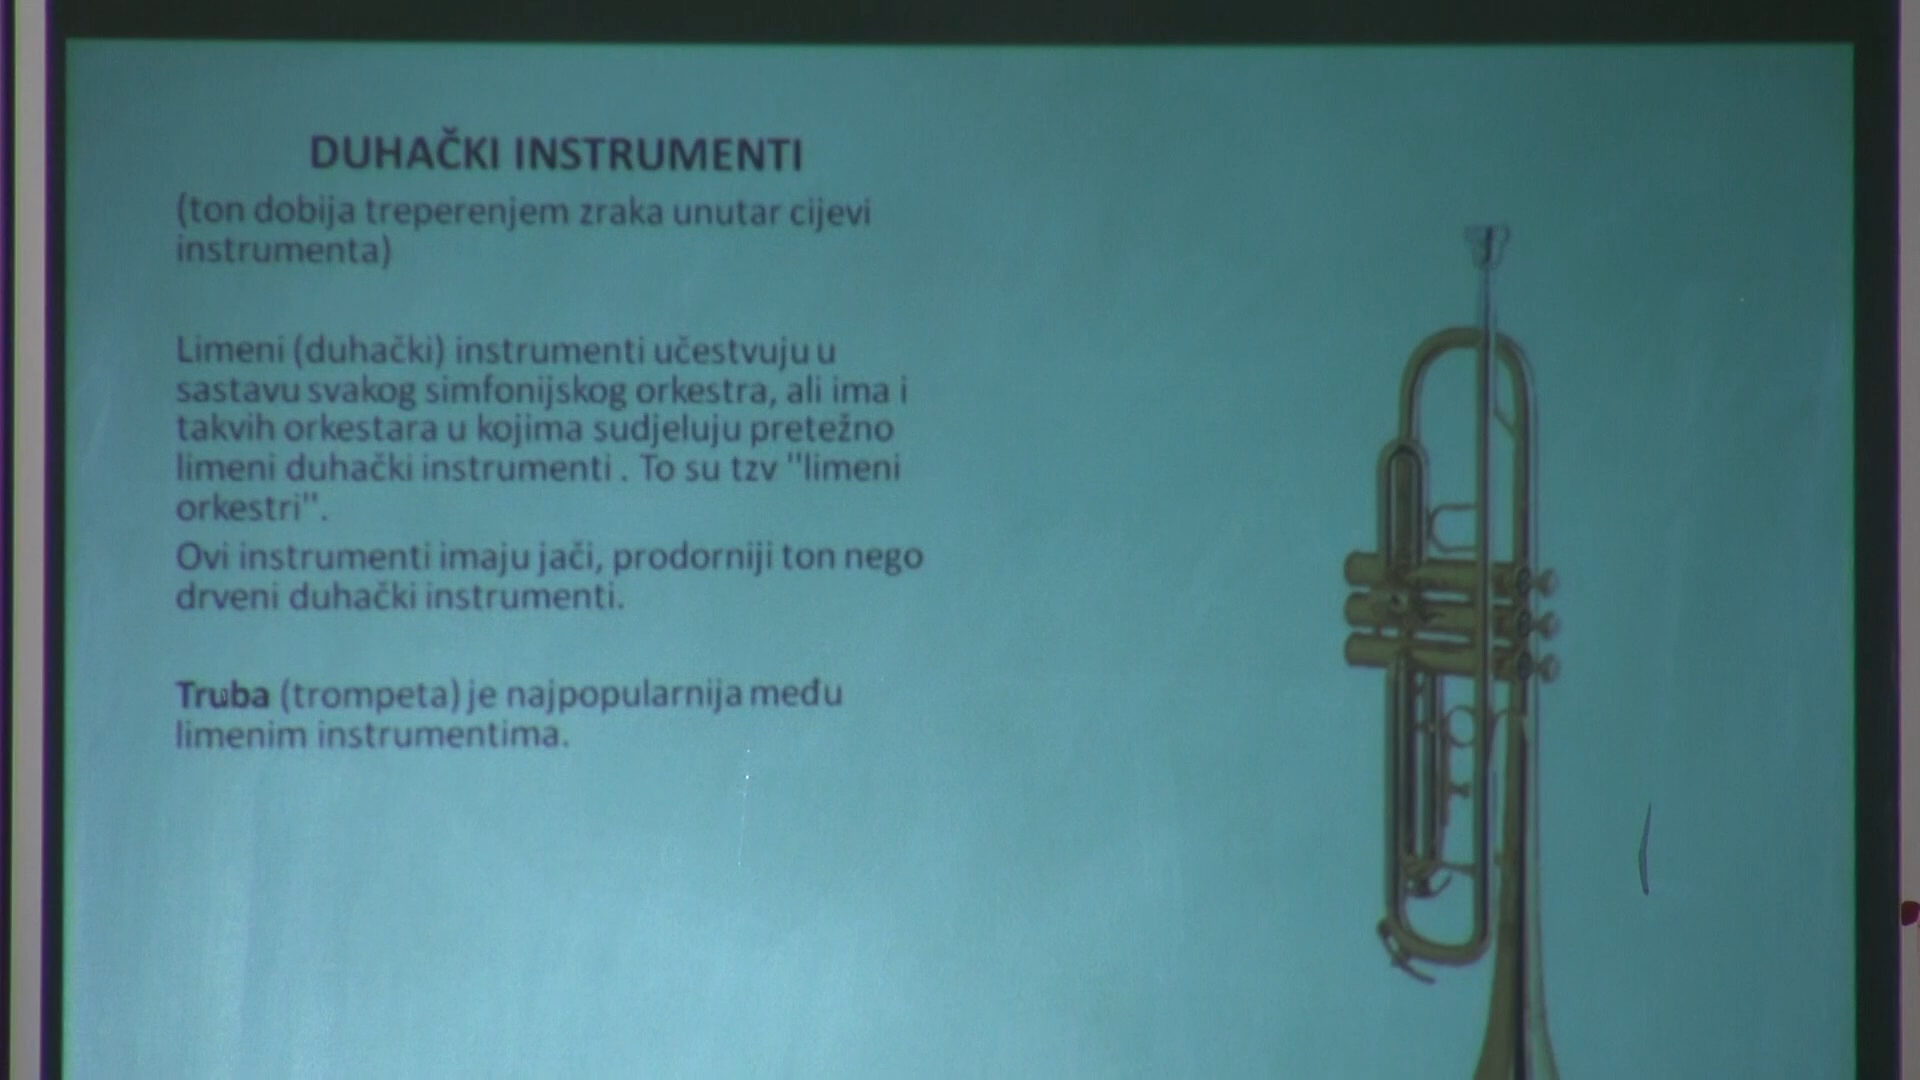 DUHAČKI INSTRUMENTI
(ton dobija treperenjem zraka unutar cijevi
instrumenta)
Limeni (duhački) instrumenti učestvuju u
sastavu svakog simfonijskog orkestra, ali ima i
takvih orkestara u kojima sudjeluju pretežno
limeni duhački instrumenti . To su tzv "limeni
orkestri".
Ovi instrumenti imaju jači, prodorniji ton nego
drveni duhački instrumenti.
Truba (trompeta) je najpopularnija među
limenim instrumentima.